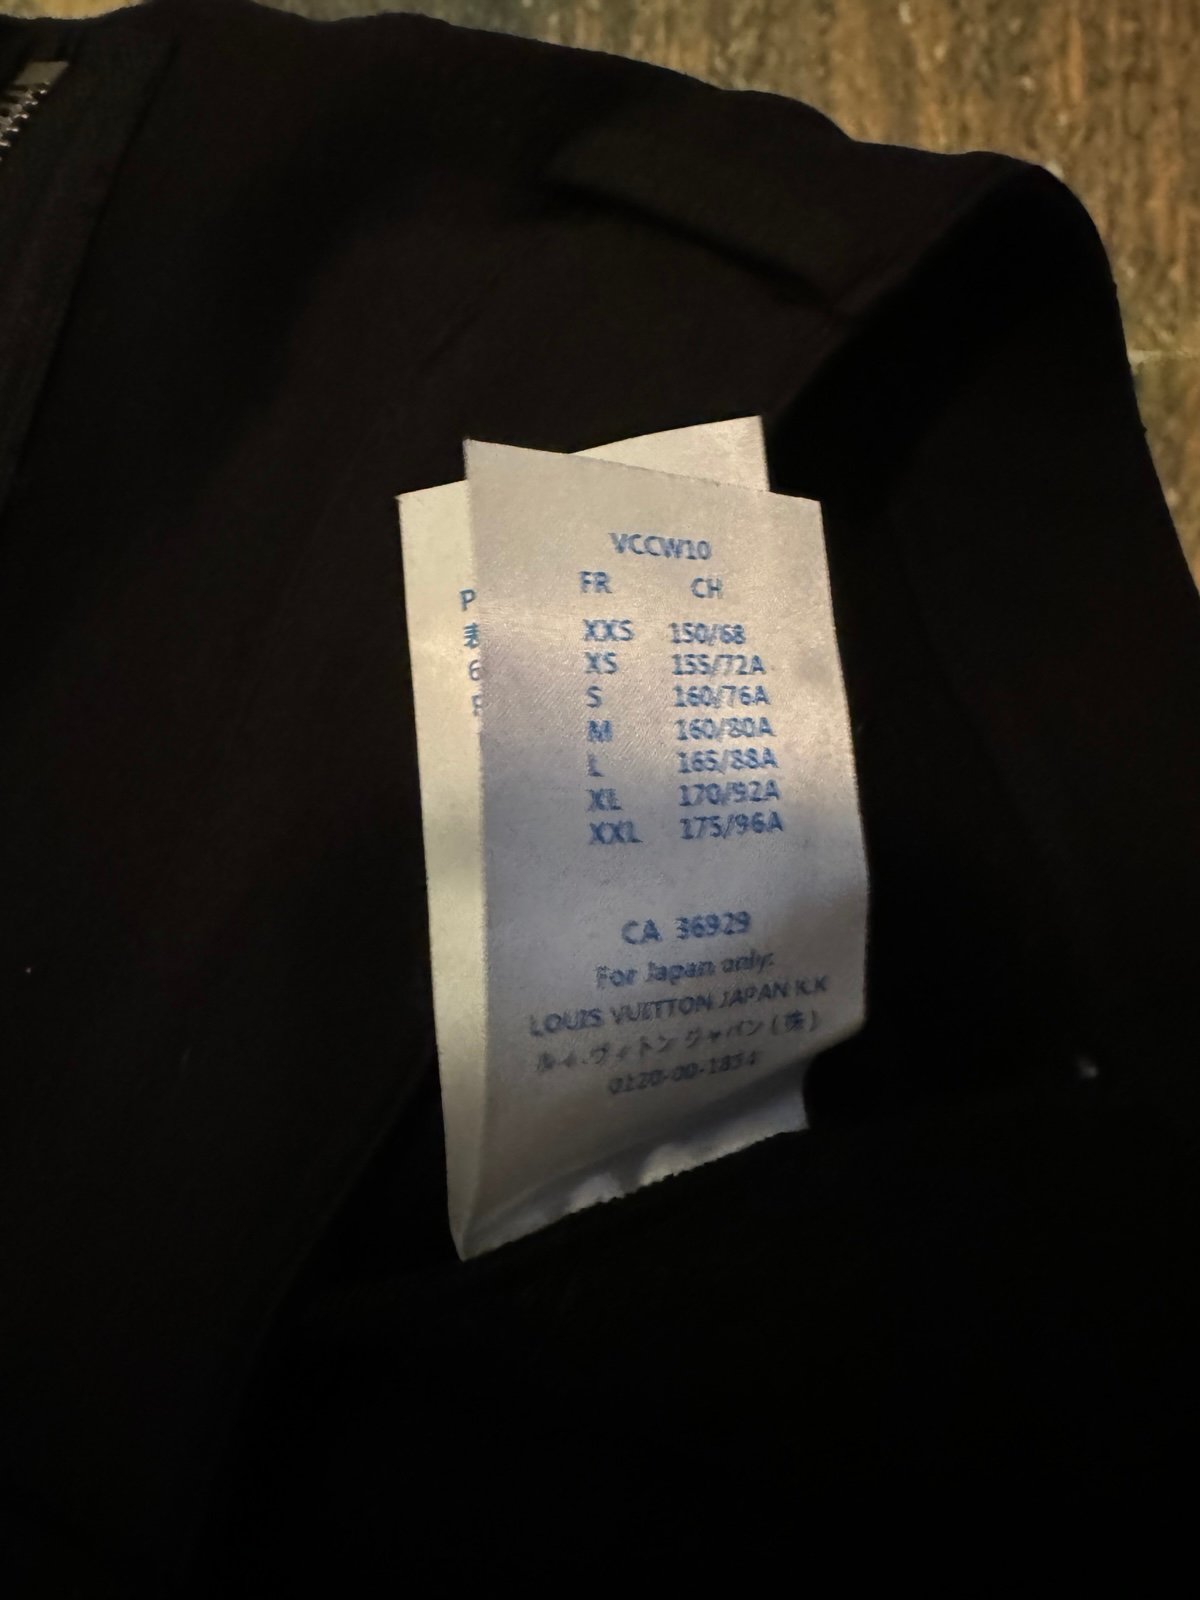 VCCW10
FR CH
XXS 150/68
XS 155/72A
S 160/76A
M 160/80A
L 165/88A
XL 170/92A
XXL 175/96A
CA 36929
For Japan only:
LOUIS VUITTON JAPAN K.K
ルイ.ヴィトン ジャパン (株)
0120-00-1854
P
表
6